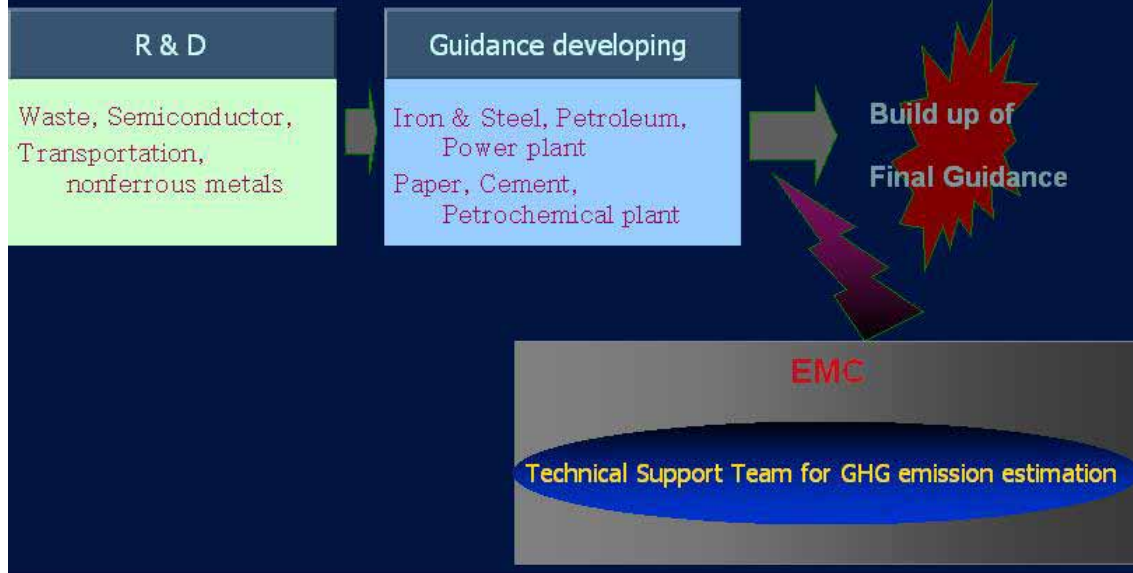 R & D
Waste, Semiconductor,
Transportation,
nonferrous metals
Guidance developing
Iron & Steel, Petroleum,
Power plant
Paper, Cement,
Petrochemical plant
Build up of
Final Guidance
EMC
Technical Support Team for GHG emission estimation